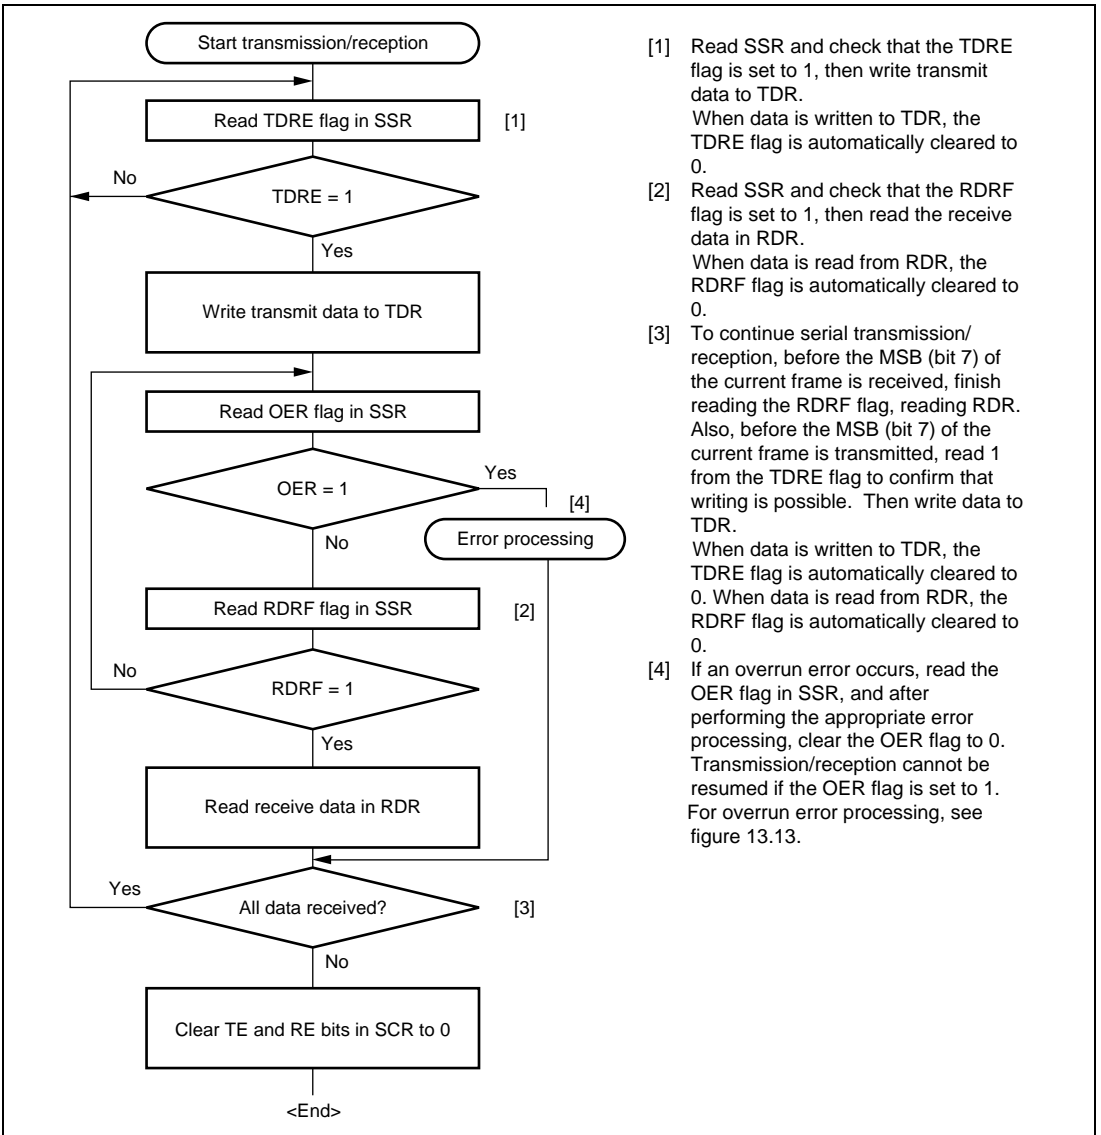 Start transmission/reception
Read TDRE flag in SSR
[1]
No
TDRE = 1
Yes
Write transmit data to TDR
Read OER flag in SSR
OER = 1
Yes
[4]
No
Error processing
Read RDRF flag in SSR
[2]
No
RDRF = 1
Yes
Read receive data in RDR
Yes
All data received?
[3]
No
Clear TE and RE bits in SCR to 0
<End>
[1] Read SSR and check that the TDRE
flag is set to 1, then write transmit
data to TDR.
When data is written to TDR, the
TDRE flag is automatically cleared to
0.
[2] Read SSR and check that the RDRF
flag is set to 1, then read the receive
data in RDR.
When data is read from RDR, the
RDRF flag is automatically cleared to
0.
[3] To continue serial transmission/
reception, before the MSB (bit 7) of
the current frame is received, finish
reading the RDRF flag, reading RDR.
Also, before the MSB (bit 7) of the
current frame is transmitted, read 1
from the TDRE flag to confirm that
writing is possible.  Then write data to
TDR.
When data is written to TDR, the
TDRE flag is automatically cleared to
0. When data is read from RDR, the
RDRF flag is automatically cleared to
0.
[4] If an overrun error occurs, read the
OER flag in SSR, and after
performing the appropriate error
processing, clear the OER flag to 0.
Transmission/reception cannot be
resumed if the OER flag is set to 1.
For overrun error processing, see
figure 13.13.